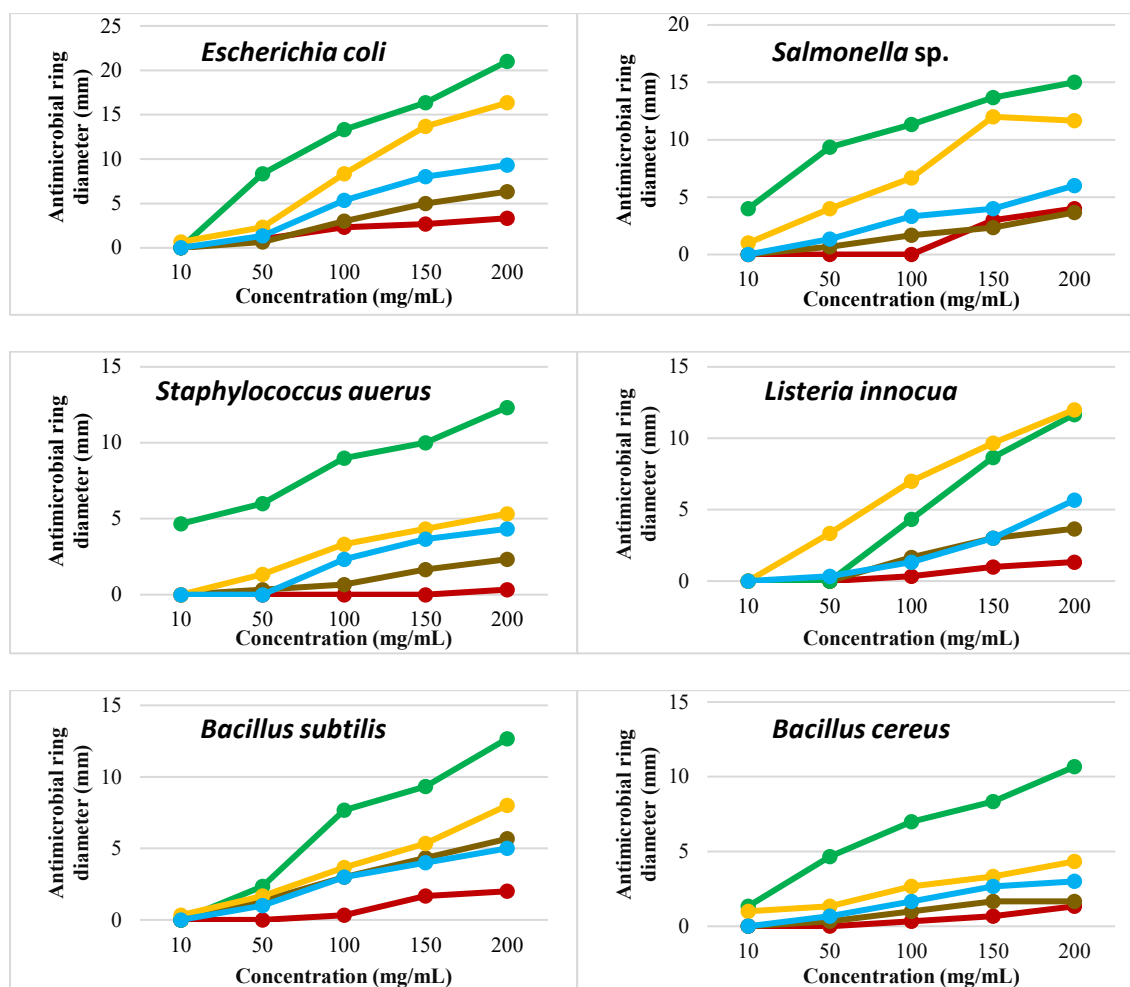 Escherichia coli
Antimicrobial ring
diameter (mm)
25
20
15
10
5
0
10 50 100 150 200
Concentration (mg/mL)
Salmonella sp.
Antimicrobial ring
diameter (mm)
20
15
10
5
0
10 50 100 150 200
Concentration (mg/mL)
Staphylococcus auerus
Antimicrobial ring
diameter (mm)
15
10
5
0
10 50 100 150 200
Concentration (mg/mL)
Listeria innocua
Antimicrobial ring
diameter (mm)
15
10
5
0
10 50 100 150 200
Concentration (mg/mL)
Bacillus subtilis
Antimicrobial ring
diameter (mm)
15
10
5
0
10 50 100 150 200
Concentration (mg/mL)
Bacillus cereus
Antimicrobial ring
diameter (mm)
15
10
5
0
10 50 100 150 200
Concentration (mg/mL)